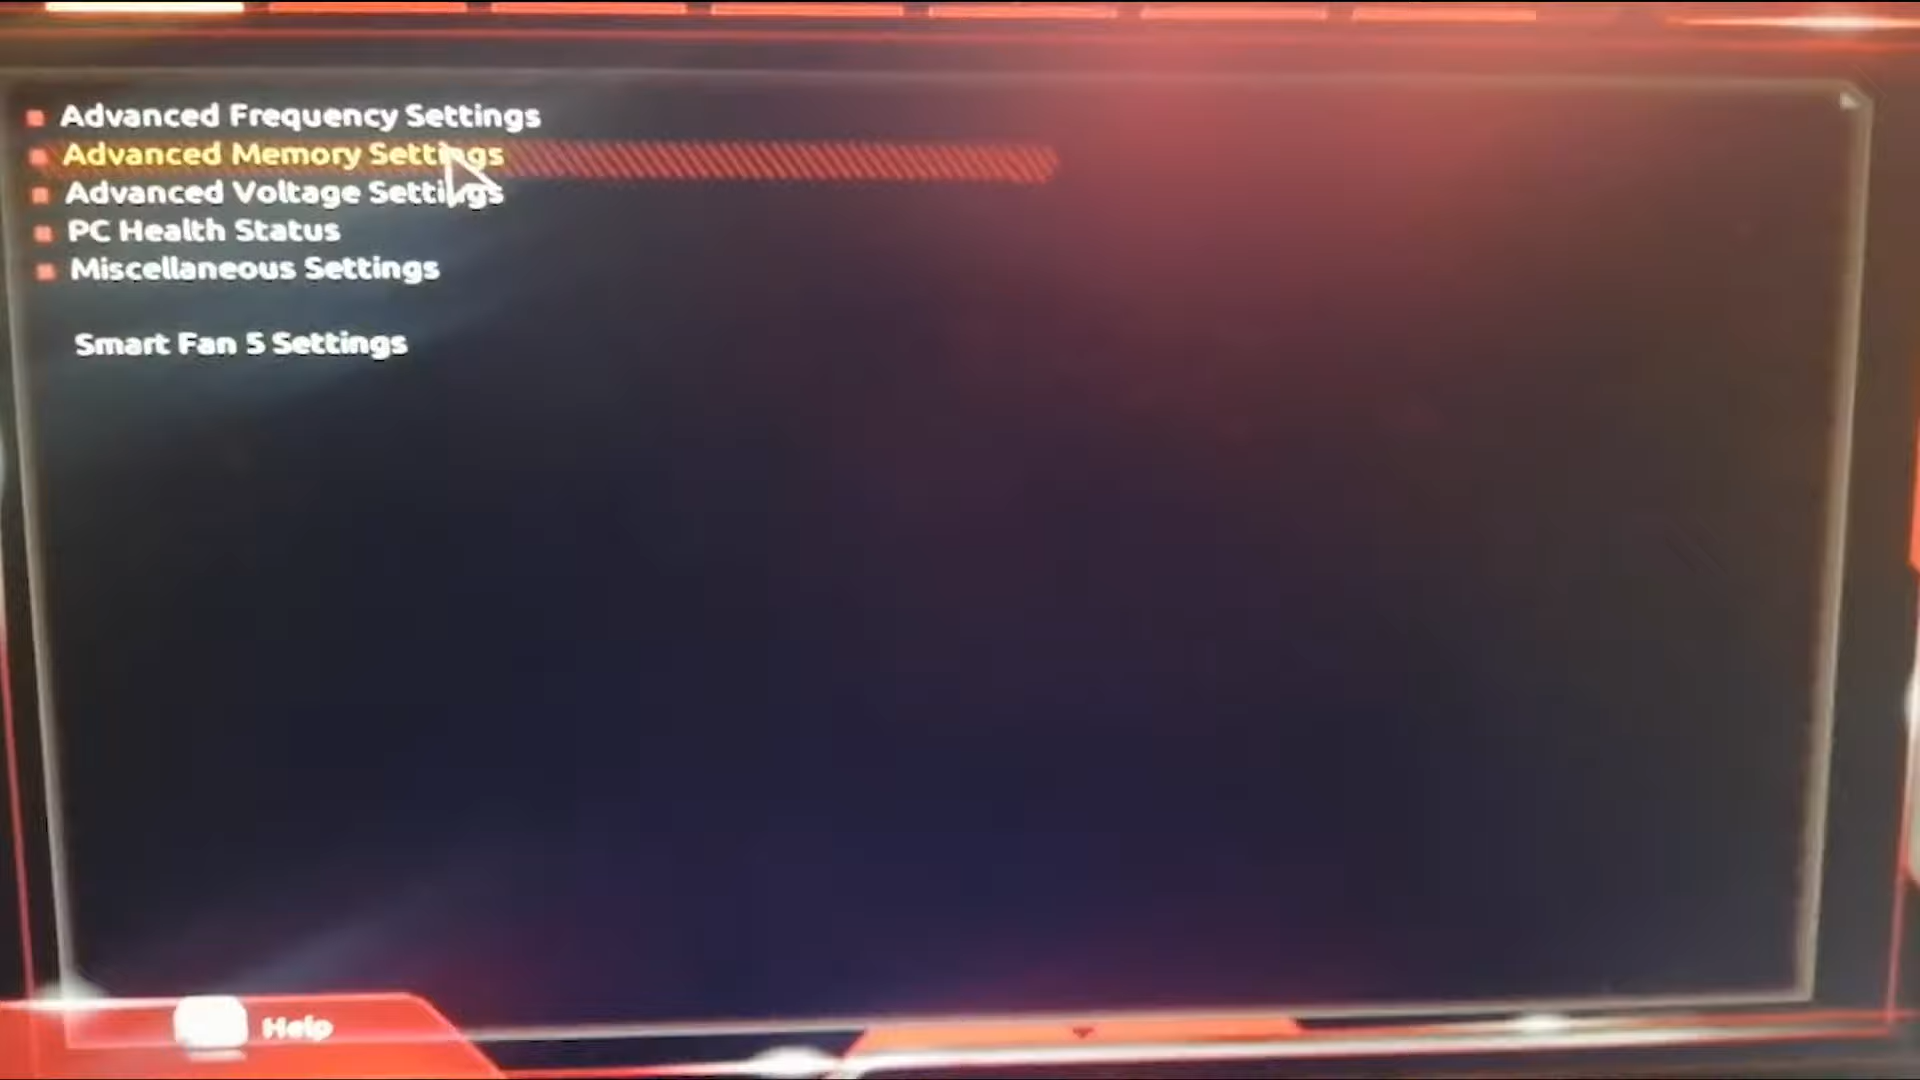 Advanced Frequency Settings
Advanced Memory Settings
Advanced Voltage Settings
PC Health Status
Miscellaneous Settings
Smart Fan 5 Settings
Help